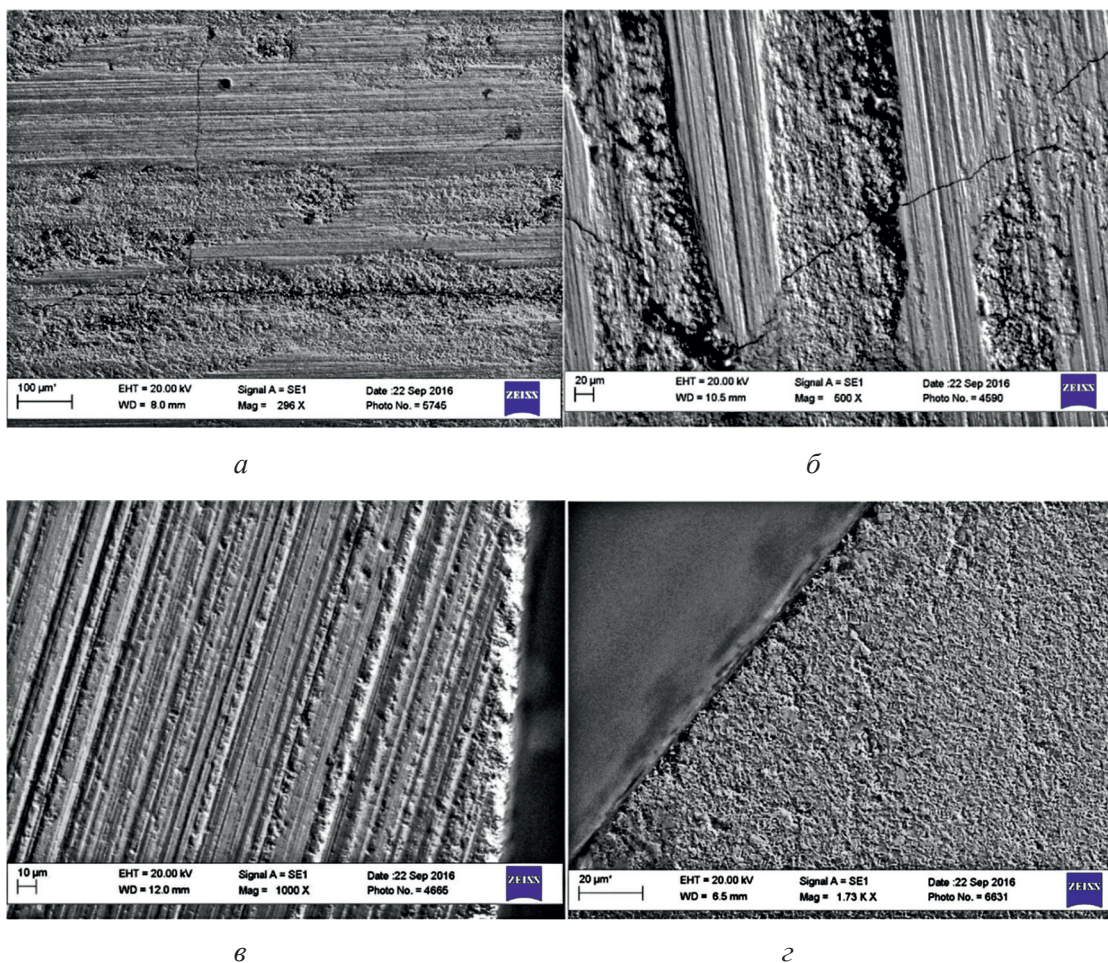 100 µm*
EHT = 20.00 kV
Signal A = SE1
Date :22 Sep 2016
WD = 8.0 mm
Mag = 296 X
Photo No. = 5745
ZEISS
20 µm
EHT = 20.00 kV
Signal A = SE1
Date :22 Sep 2016
WD = 10.5 mm
Mag = 500 X
Photo No. = 4590
ZEISS
а
б
10 µm
EHT = 20.00 kV
Signal A = SE1
Date :22 Sep 2016
WD = 12.0 mm
Mag = 1000 X
Photo No. = 4665
ZEISS
20 µm*
EHT = 20.00 kV
Signal A = SE1
Date :22 Sep 2016
WD = 6.5 mm
Mag = 1.73 K X
Photo No. = 6631
ZEISS
в
г